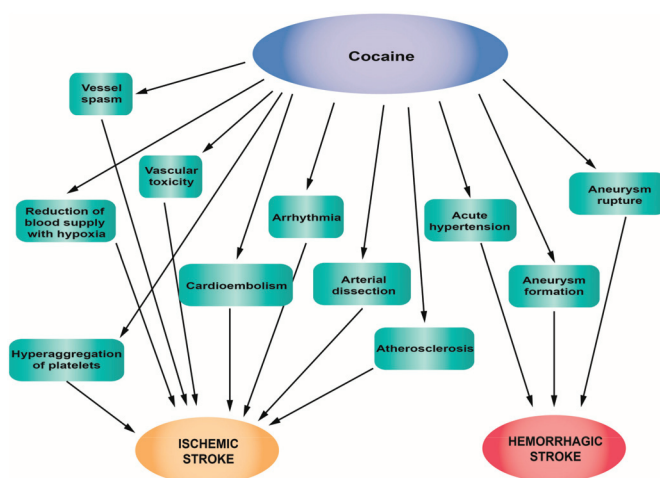 Cocaine
Vessel
spasm
Vascular
toxicity
Aneurysm
rupture
Reduction of
blood supply
with hypoxia
Arrhythmia
Acute
hypertension
Cardioembolism
Arterial
dissection
Aneurysm
formation
Hyperaggregation
of platelets
Atherosclerosis
ISCHEMIC
STROKE
HEMORRHAGIC
STROKE